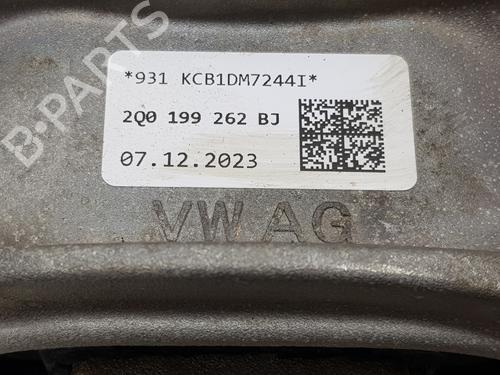 *931 KCB1DM7244I*
2Q0 199 262 BJ
07.12.2023
VW AG
B-PARTS